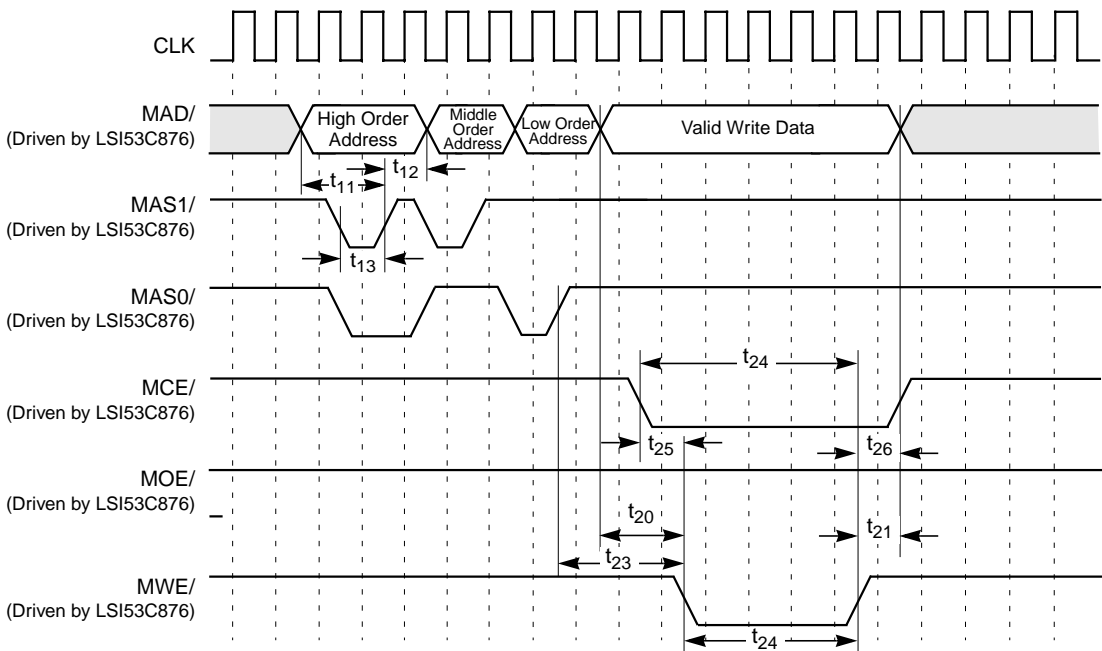 CLK
MAD/
(Driven by LSI53C876)
High Order
Address
Middle
Order
Address
Low Order
Address
Valid Write Data
t12
t11
MAS1/
(Driven by LSI53C876)
t13
MAS0/
(Driven by LSI53C876)
t24
MCE/
(Driven by LSI53C876)
t25
t26
MOE/
(Driven by LSI53C876)
t20
t21
t23
MWE/
(Driven by LSI53C876)
t24